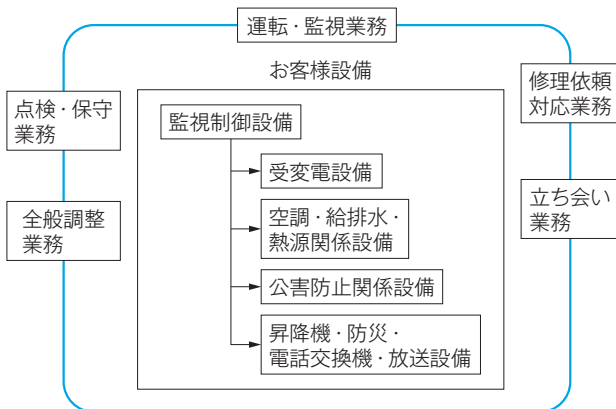 運転・監視業務
お客様設備
点検・保守
業務
全般調整
業務
監視制御設備
受変電設備
空調・給排水・
熱源関係設備
公害防止関係設備
昇降機・防災・
電話交換機・放送設備
修理依頼
対応業務
立ち会い
業務